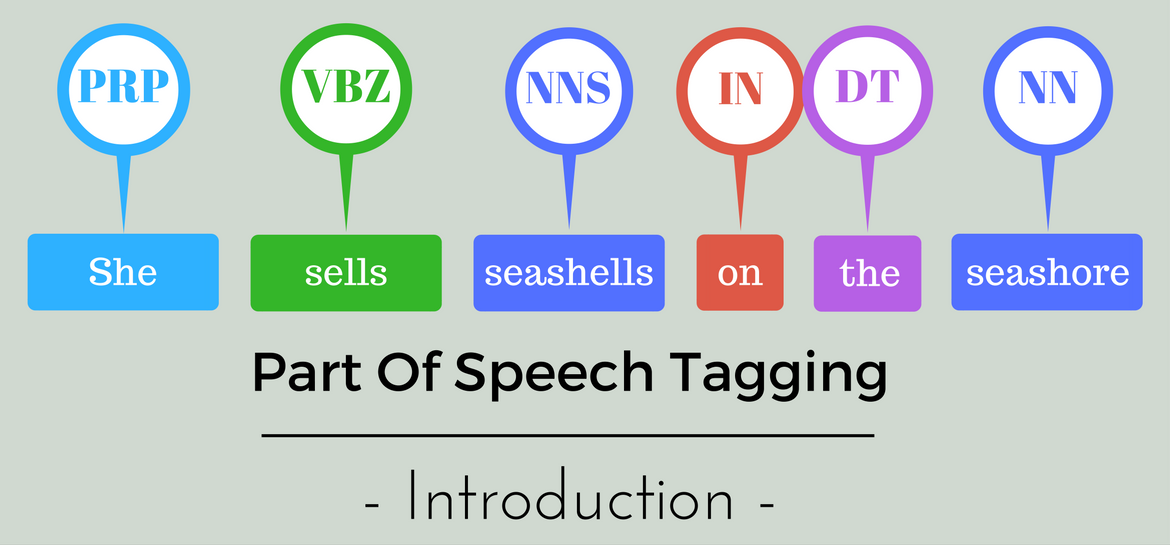 PRP VBZ NNS IN DT NN
She sells seashells on the seashore
Part Of Speech Tagging
- Introduction -